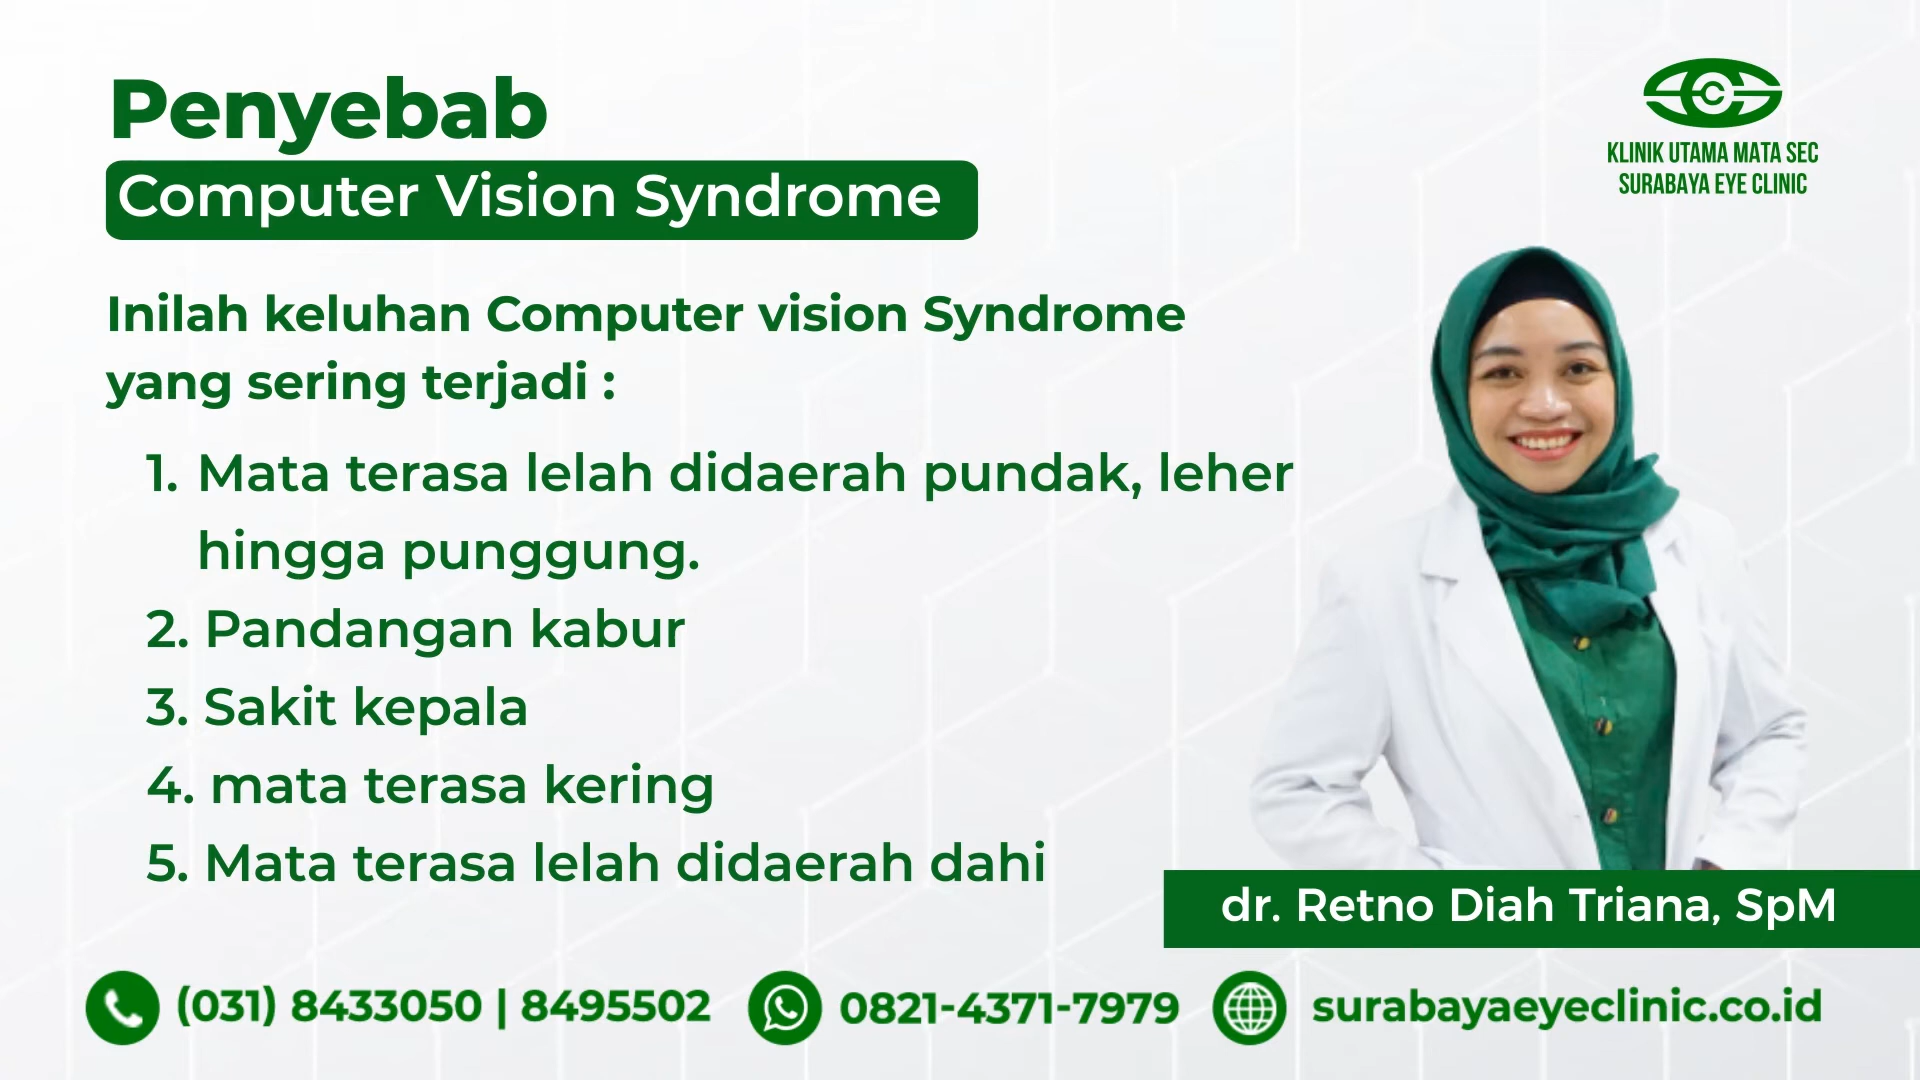 Penyebab
Computer Vision Syndrome
KLINIK UTAMA MATA SEC
SURABAYA EYE CLINIC
Inilah keluhan Computer vision Syndrome
yang sering terjadi :
1. Mata terasa lelah didaerah pundak, leher
hingga punggung.
2. Pandangan kabur
3. Sakit kepala
4. mata terasa kering
5. Mata terasa lelah didaerah dahi
dr. Retno Diah Triana, SpM
(031) 8433050 | 8495502
0821-4371-7979
surabayaeyeclinic.co.id